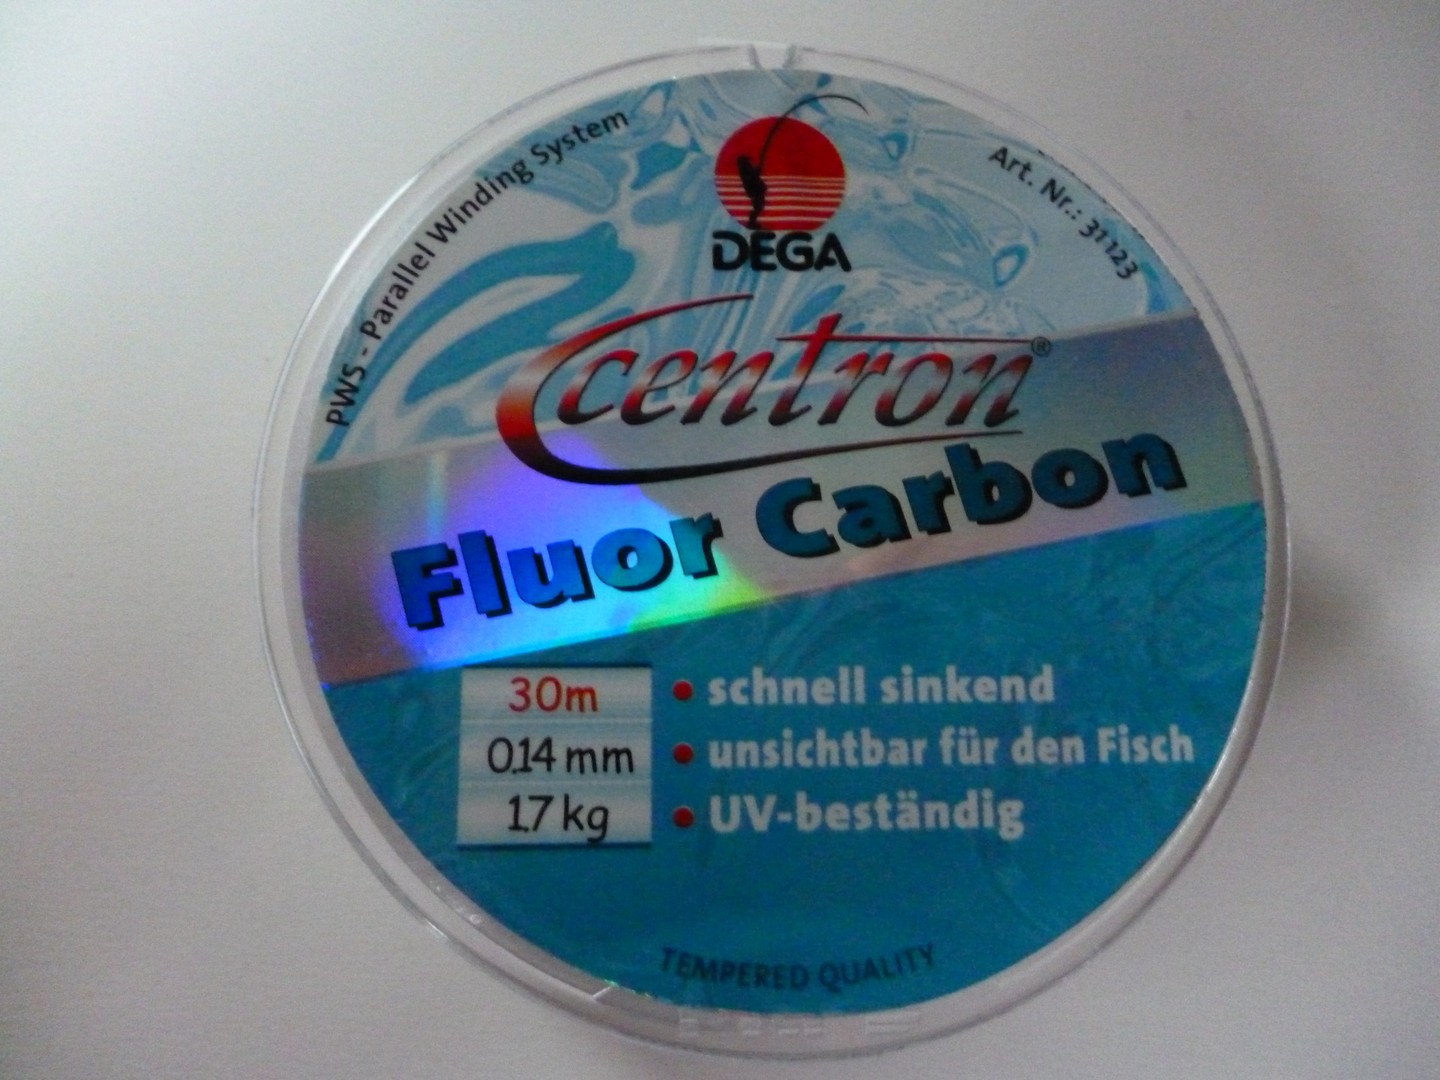 PWS - Parallel Winding System
DEGA
Art. Nr.: 31123
Centron®
Fluor Carbon
30m
0.14 mm
1.7 kg
• schnell sinkend
• unsichtbar für den Fisch
• UV-beständig
TEMPERED QUALITY